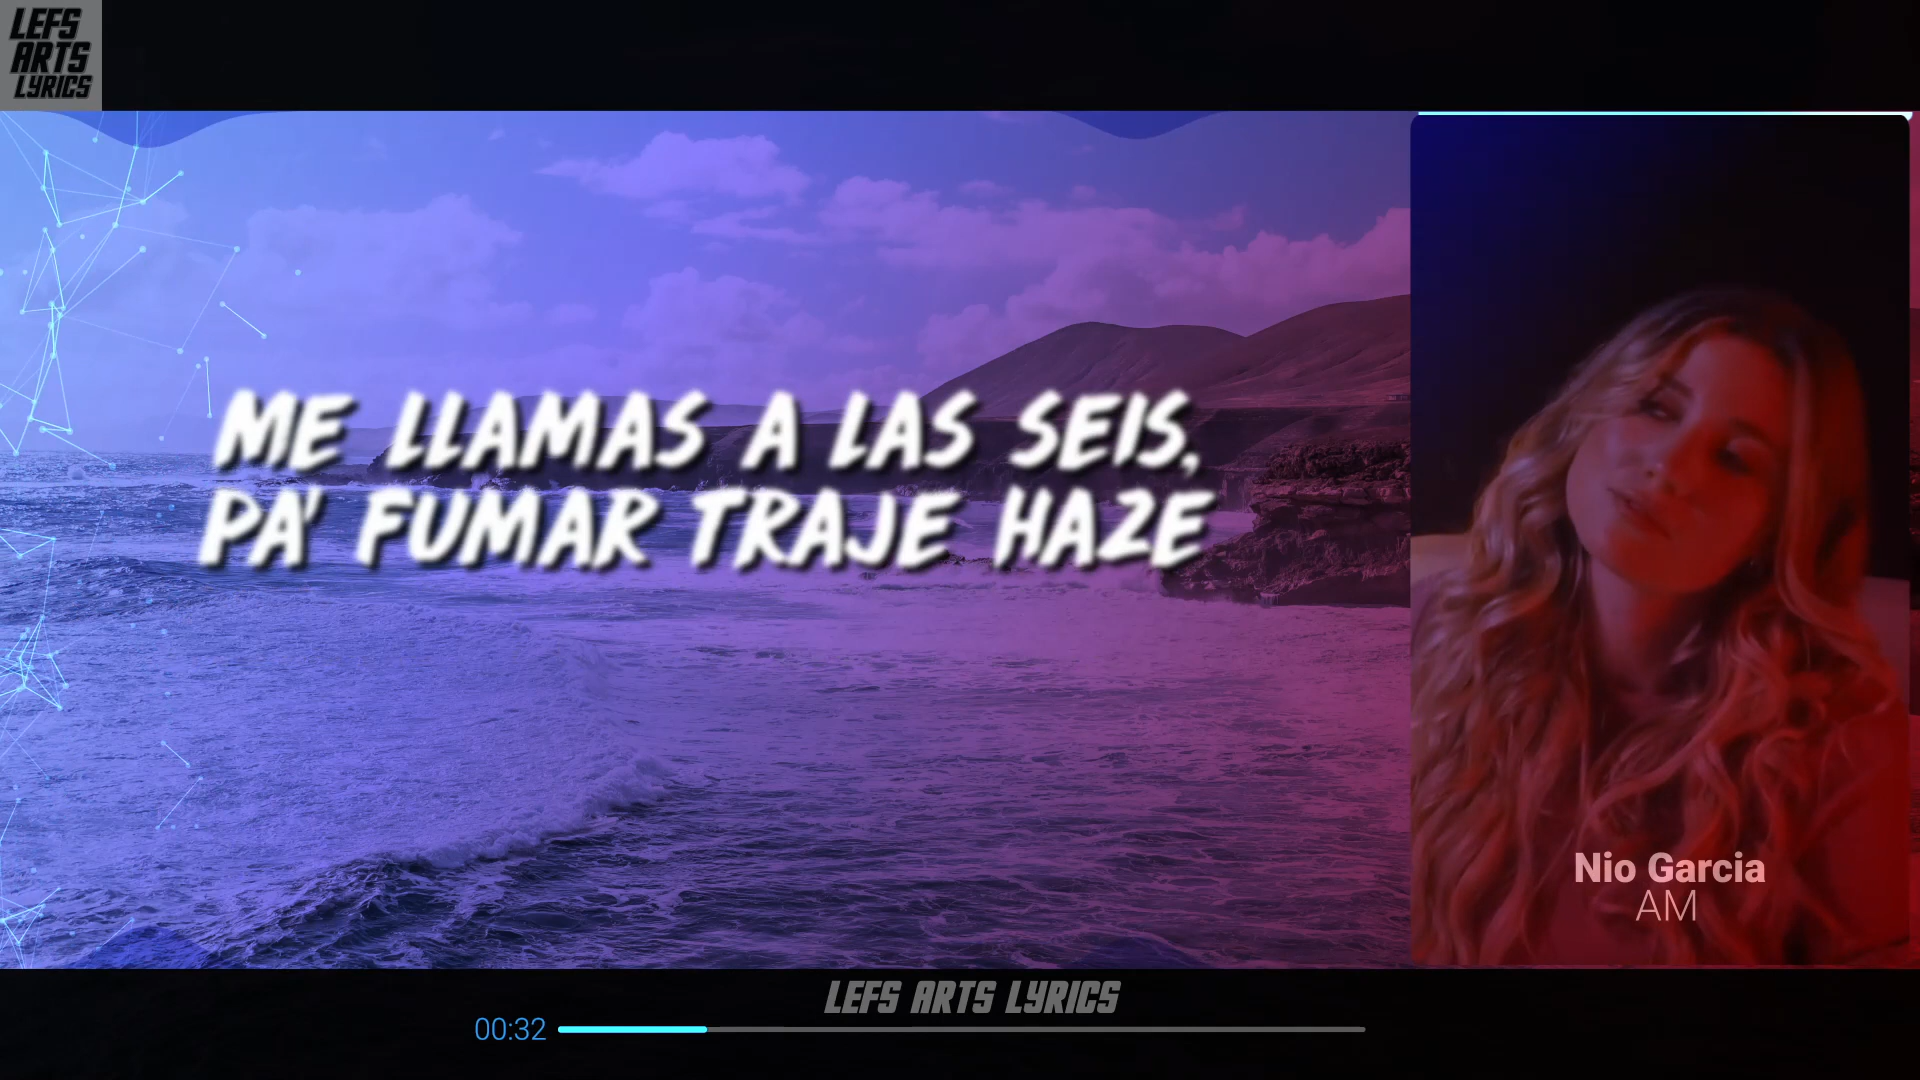 LEFS
ARTS
LYRICS
ME LLAMAS A LAS SEIS,
PA' FUMAR TRAJE HAZE
Nio Garcia
AM
LEFS ARTS LYRICS
00:32